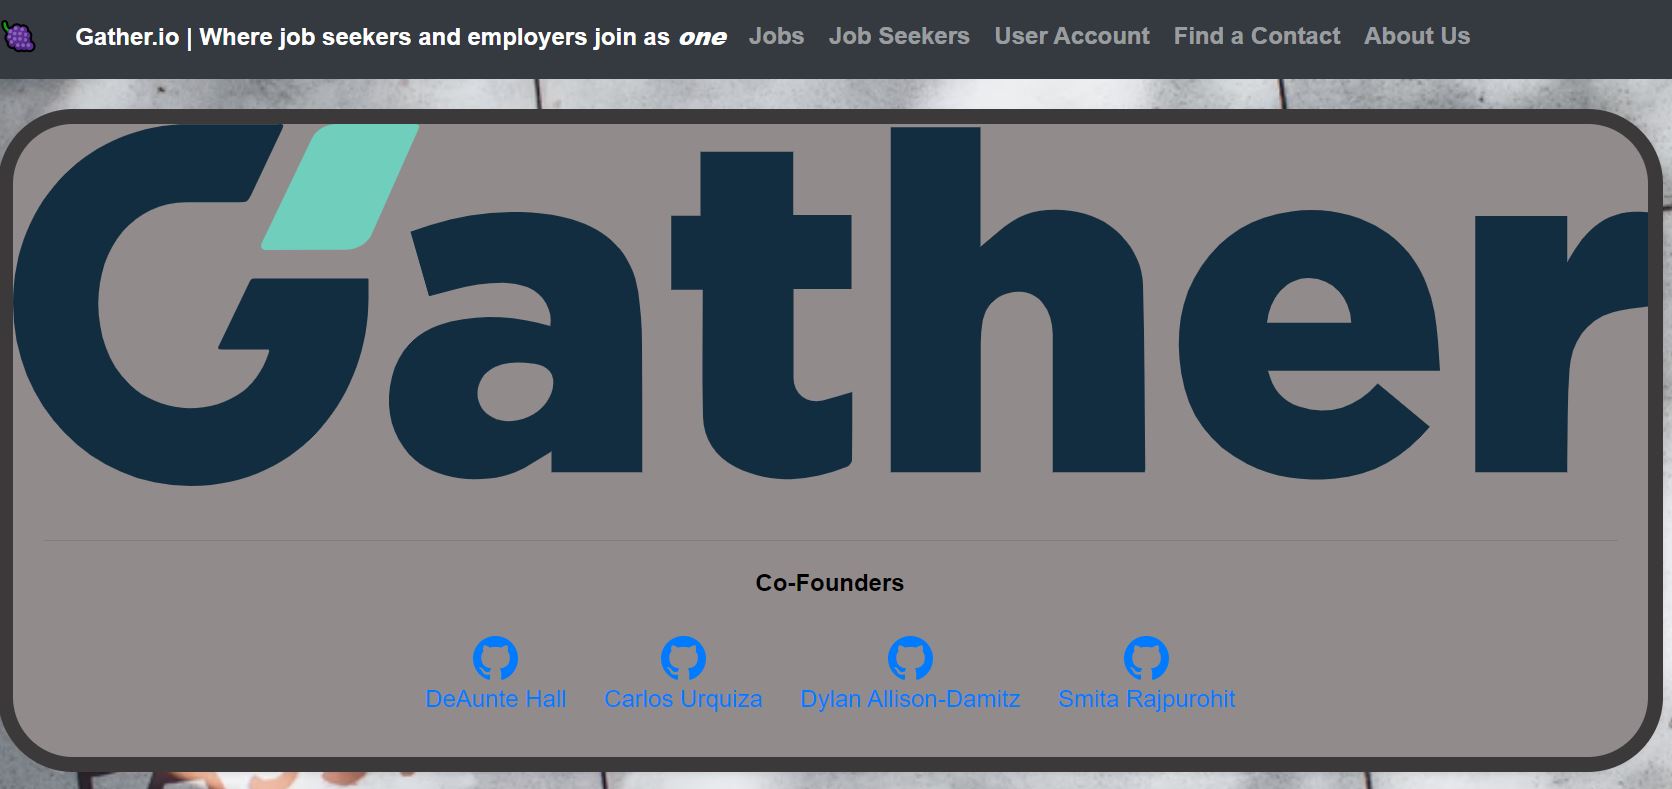 Gather.io | Where job seekers and employers join as one Jobs Job Seekers User Account Find a Contact About Us
Gather
Co-Founders
DeAunte Hall Carlos Urquiza Dylan Allison-Damitz Smita Rajpurohit